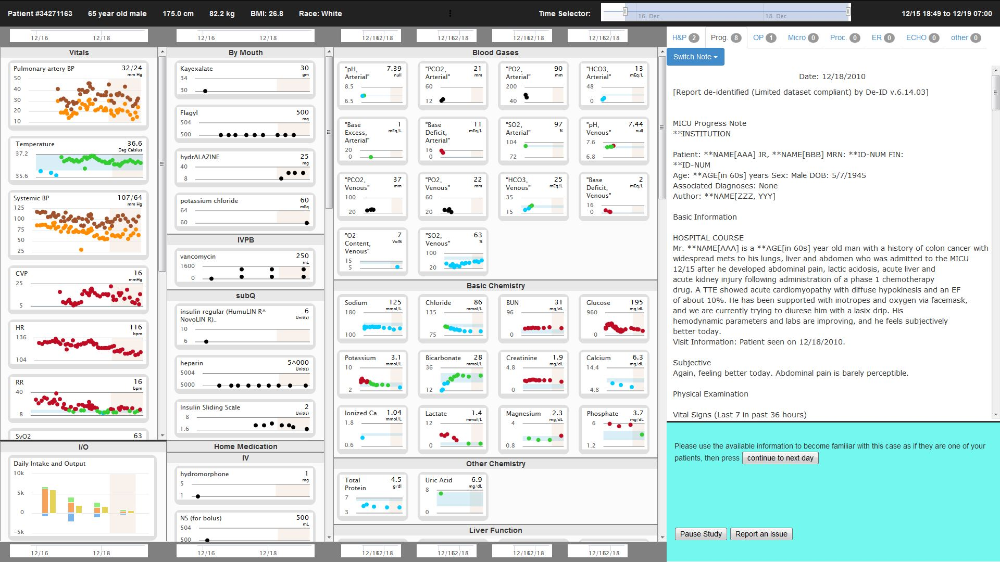 Patient #34271163 65 year old male 175.0 cm 82.2 kg BMI: 26.8 Race: White Time Selector: 16. Dec 18. Dec 12/15 18:49 to 12/19 07:00
12/16 12/18
12/16 12/18
12/16 12/18
12/16 12/18
12/16 12/18
12/16 12/18
Vitals
Pulmonary artery BP 32/24
mm Hg
50
40
30
20
10
Temperature 36.6
Deg Celsius
37.2
35.6
Systemic BP 107/64
mm Hg
125
100
75
50
25
CVP 16
mmHg
25
5
HR 116
bpm
136
104
RR 16
bpm
40
8
SvO2 63
I/O
Daily Intake and Output
10k
5k
0
−5k
12/16 12/18
By Mouth
Kayexalate 30
gm
34
30
Flagyl 500
mg
504
500
hydrALAZINE 25
mg
40
8
potassium chloride 60
mEq
64
60
IVPB
vancomycin 250
mL
1600
0
subQ
insulin regular (HumuLIN R^ 6
NovoLIN R)_ Unit(s)
10
6
heparin 5^000
Unit(s)
5004
5000
Insulin Sliding Scale 2
Unit(s)
8
1.6
Home Medication
IV
hydromorphone 1
mg
5
1
NS (for bolus) 500
mL
504
500
12/16 12/18
Blood Gases
"pH, 7.39
Arterial" null
8.5
6.5
"PCO2, 21
Arterial" mm
60
12
"PO2, 90
Arterial" mm
200
40
"HCO3, 13
Arterial" mEq/L
48
0
"Base 1
Excess, mEq/L
Arterial"
20
0
"Base 11
Deficit, mEq/L
Arterial"
16
0
"SO2, 97
Arterial" %
104
72
"pH, 7.44
Venous" null
7.6
6.8
"PCO2, 37
Venous" mm
100
20
"PO2, 22
Venous" mm
60
20
"HCO3, 25
Venous" mEq/L
35
15
"Base 2
Deficit, mEq/L
Venous"
16
0
"O2 7
Content, Vol%
Venous"
15
5
"SO2, 63
Venous" %
100
20
Basic Chemistry
Sodium 125
mmol/L
180
100
Chloride 86
mmol/L
135
75
BUN 31
mg/dL
96
0
Glucose 195
mg/dL
960
0
Potassium 3.1
mmol/L
10
2
Bicarbonate 28
mmol/L
36
12
Creatinine 1.9
mg/dL
4.8
0
Calcium 6.3
mg/dL
14.4
4.8
Ionized Ca 1.04
mmol/L
1.8
0.6
Lactate 1.4
mmol/L
12
0
Magnesium 2.3
mg/dL
4
0.8
Phosphate 3.7
mg/dL
6
1.2
Other Chemistry
Total 4.5
Protein g/dl
7
3
Uric Acid 6.9
mg/dL
8
0
Liver Function
12/16 12/18
12/16 12/18
12/16 12/18
12/16 12/18
H&P 2 Prog. 8 OP 1 Micro 0 Proc. 0 ER 0 ECHO 0 other 0
Switch Note
Date: 12/18/2010
[Report de-identified (Limited dataset compliant) by De-ID v.6.14.03]
MICU Progress Note
**INSTITUTION
Patient: **NAME[AAA] JR, **NAME[BBB] MRN: **ID-NUM FIN:
**ID-NUM
Age: **AGE[in 60s] years Sex: Male DOB: 5/7/1945
Associated Diagnoses: None
Author: **NAME[ZZZ, YYY]
Basic Information
HOSPITAL COURSE
Mr. **NAME[AAA] is a **AGE[in 60s] year old man with a history of colon cancer with
widespread mets to his lungs, liver and abdomen who was admitted to the MICU
12/15 after he developed abdominal pain, lactic acidosis, acute liver and
acute kidney injury following administration of a phase 1 chemotherapy
drug. A TTE showed acute cardiomyopathy with diffuse hypokinesis and an EF
of about 10%. He has been supported with inotropes and oxygen via facemask,
and we are currently trying to diurese him with a lasix drip. His
hemodynamic parameters and labs are improving, and he feels subjectively
better today.
Visit Information: Patient seen on 12/18/2010.
Subjective
Again, feeling better today. Abdominal pain is barely perceptible.
Physical Examination
Vital Signs (Last 7 in past 36 hours)
Please use the available information to become familiar with this case as if they are one of your
patients, then press continue to next day
Pause Study Report an issue